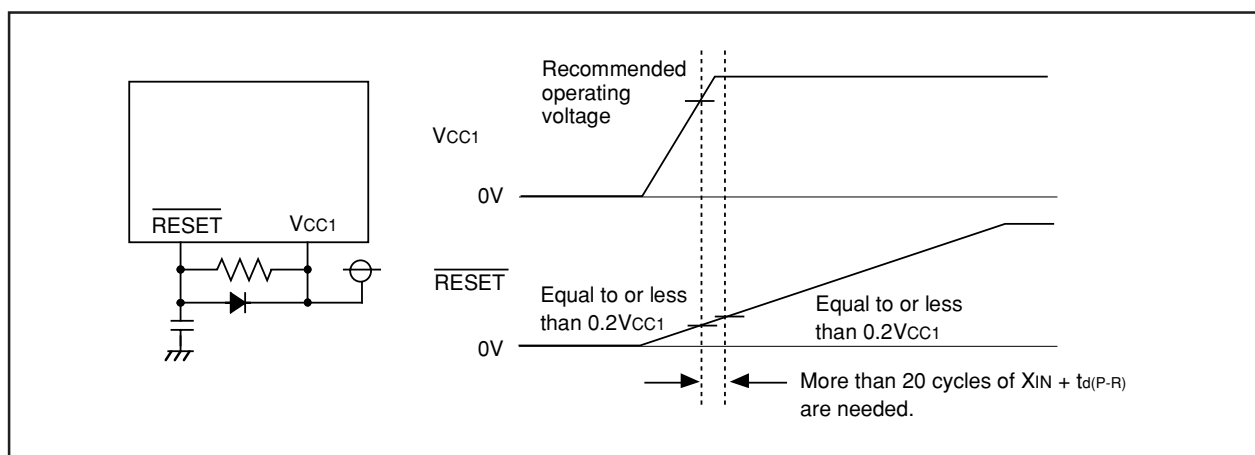 RESET
VCC1
Recommended
operating
voltage
VCC1
0V
RESET
Equal to or less
than 0.2VCC1
0V
Equal to or less
than 0.2VCC1
More than 20 cycles of XIN + td(P-R)
are needed.